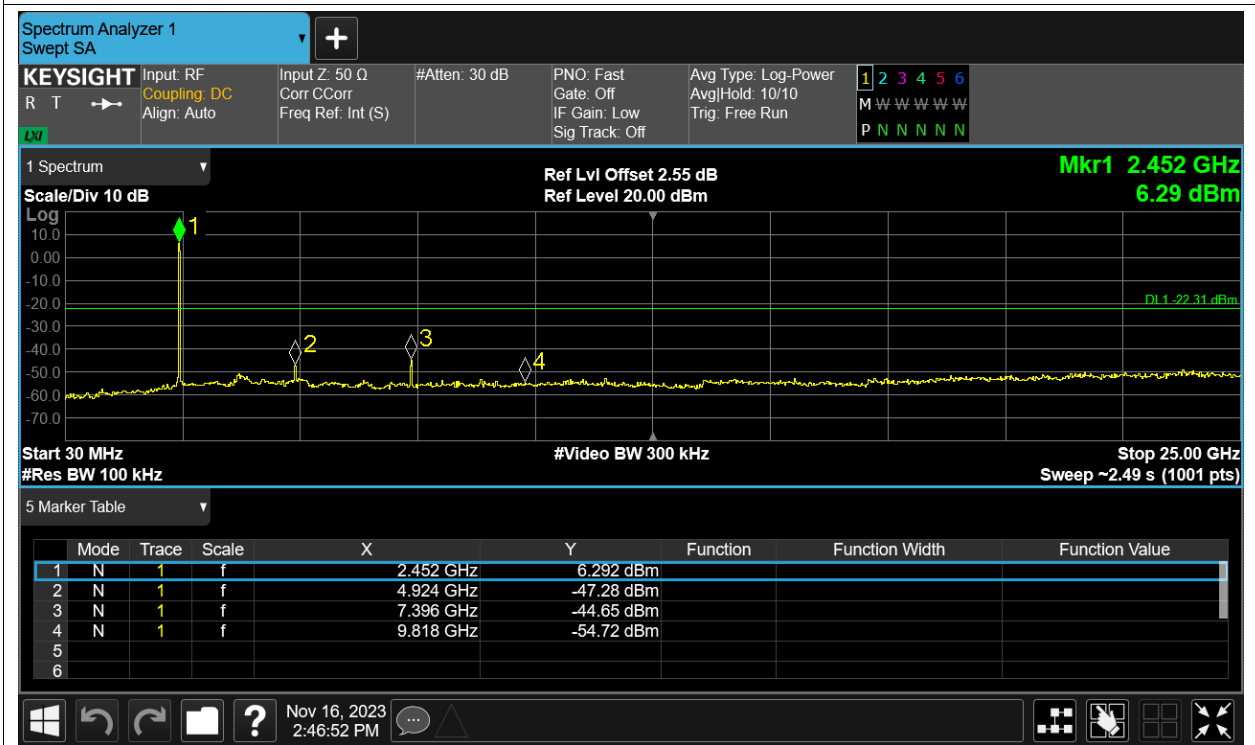 Spectrum Analyzer 1
Swept SA
KEYSIGHT
R T
LXI
Input: RF
Coupling: DC
Align: Auto
Input Z: 50 Ω
Corr CCorr
Freq Ref: Int (S)
#Atten: 30 dB
PNO: Fast
Gate: Off
IF Gain: Low
Sig Track: Off
Avg Type: Log-Power
Avg|Hold: 10/10
Trig: Free Run
1 2 3 4 5 6
M W W W W W
P N N N N N
1 Spectrum
Scale/Div 10 dB
Ref Lvl Offset 2.55 dB
Ref Level 20.00 dBm
Mkr1 2.452 GHz
6.29 dBm
Log
10.0
0.00
-10.0
-20.0
-30.0
-40.0
-50.0
-60.0
-70.0
1
2
3
4
DL1 -22.31 dBm
Start 30 MHz
#Video BW 300 kHz
Stop 25.00 GHz
#Res BW 100 kHz
Sweep ~2.49 s (1001 pts)
5 Marker Table
Mode Trace Scale X Y Function Function Width Function Value
1 N 1 f 2.452 GHz 6.292 dBm
2 N 1 f 4.924 GHz -47.28 dBm
3 N 1 f 7.396 GHz -44.65 dBm
4 N 1 f 9.818 GHz -54.72 dBm
5
6
?
Nov 16, 2023
2:46:52 PM